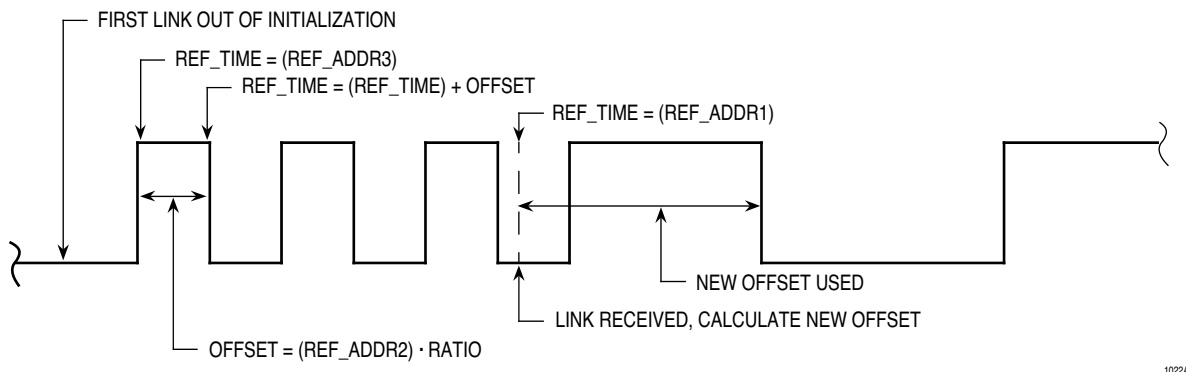 FIRST LINK OUT OF INITIALIZATION
REF_TIME = (REF_ADDR3)
REF_TIME = (REF_TIME) + OFFSET
REF_TIME = (REF_ADDR1)
NEW OFFSET USED
LINK RECEIVED, CALCULATE NEW OFFSET
OFFSET = (REF_ADDR2) · RATIO
1022A